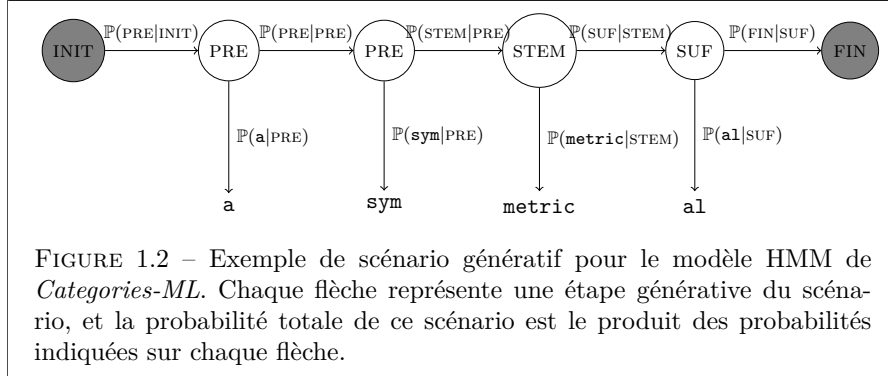 ℙ(PRE|INIT) ℙ(PRE|PRE) ℙ(STEM|PRE) ℙ(SUF|STEM) ℙ(FIN|SUF)
INIT PRE PRE STEM SUF FIN
ℙ(a|PRE) ℙ(sym|PRE) ℙ(metric|STEM) ℙ(al|SUF)
a sym metric al
FIGURE 1.2 – Exemple de scénario génératif pour le modèle HMM de
Categories-ML. Chaque flèche représente une étape générative du scéna-
rio, et la probabilité totale de ce scénario est le produit des probabilités
indiquées sur chaque flèche.